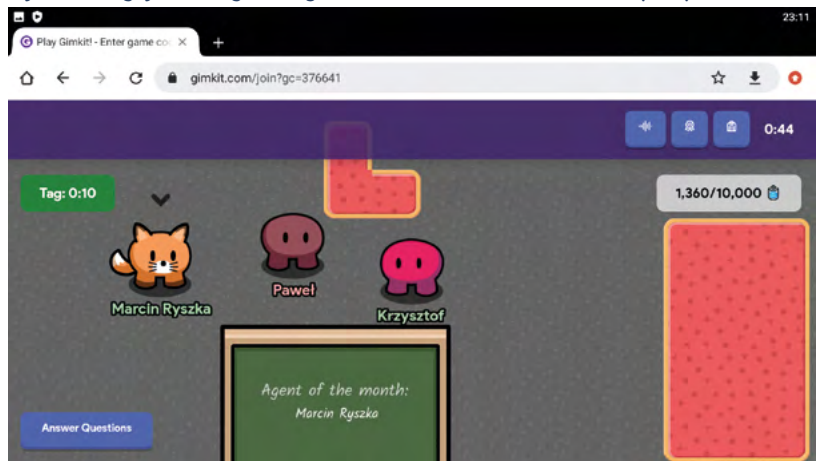 23:11
Play Gimkit! - Enter game co
gimkit.com/join?gc=376641
0:44
Tag: 0:10
1,360/10,000
Marcin Ryszka
Paweł
Krzysztof
Agent of the month:
Marcin Ryszka
Answer Questions